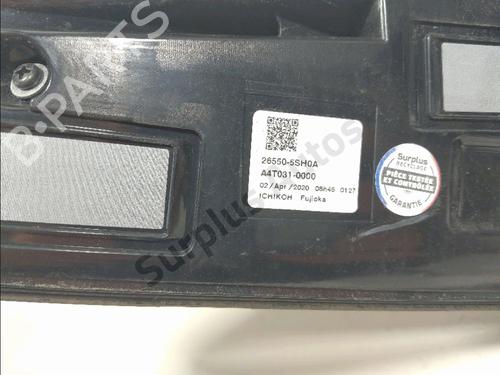 26550-5SH0A
A4T031-0000
02/Apr/2020 08h46 0127
ICHIKOH Fujioka
Surplus
RECYCLAGE
PIÈCE TESTÉE
ET CONTRÔLÉE
GARANTIE
B-PARTS
Surplus Autos